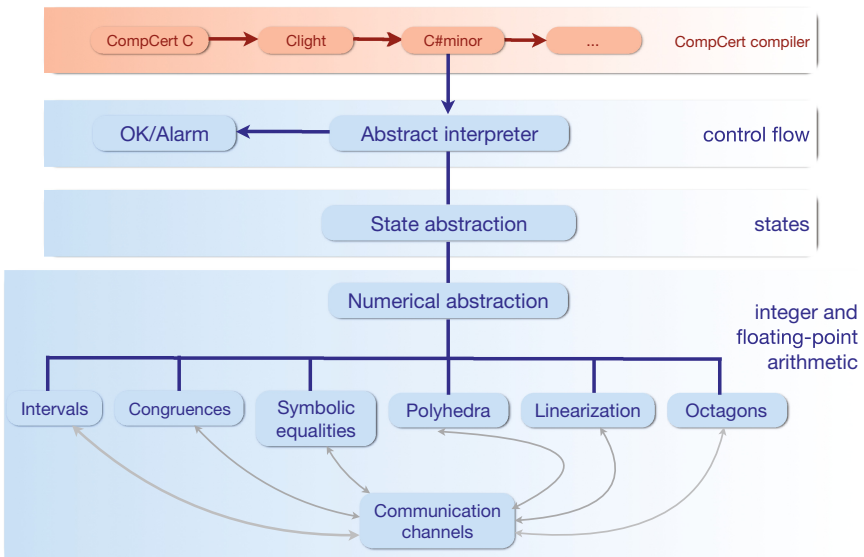 CompCert C
Clight
C#minor
...
CompCert compiler
OK/Alarm
Abstract interpreter
control flow
State abstraction
states
Numerical abstraction
integer and
floating-point
arithmetic
Intervals
Congruences
Symbolic
equalities
Polyhedra
Linearization
Octagons
Communication
channels